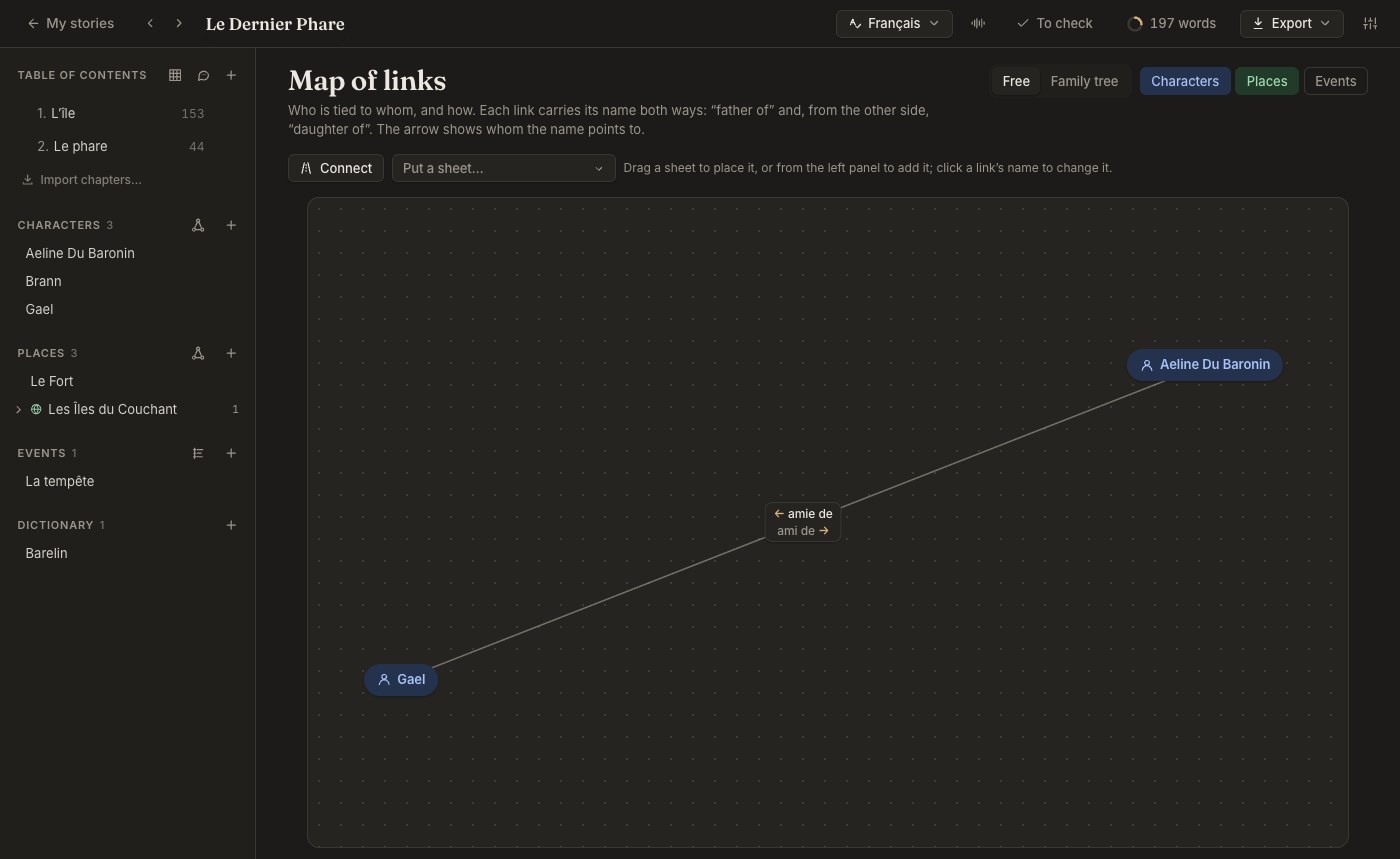 My stories
Le Dernier Phare
Français
To check
197 words
Export
TABLE OF CONTENTS
1. L’île 153
2. Le phare 44
Import chapters...
CHARACTERS 3
Aeline Du Baronin
Brann
Gael
PLACES 3
Le Fort
Les Îles du Couchant 1
EVENTS 1
La tempête
DICTIONARY 1
Barelin
Map of links
Free
Family tree
Characters
Places
Events
Who is tied to whom, and how. Each link carries its name both ways: “father of” and, from the other side,
“daughter of”. The arrow shows whom the name points to.
Connect
Put a sheet...
Drag a sheet to place it, or from the left panel to add it; click a link’s name to change it.
Aeline Du Baronin
← amie de
ami de →
Gael